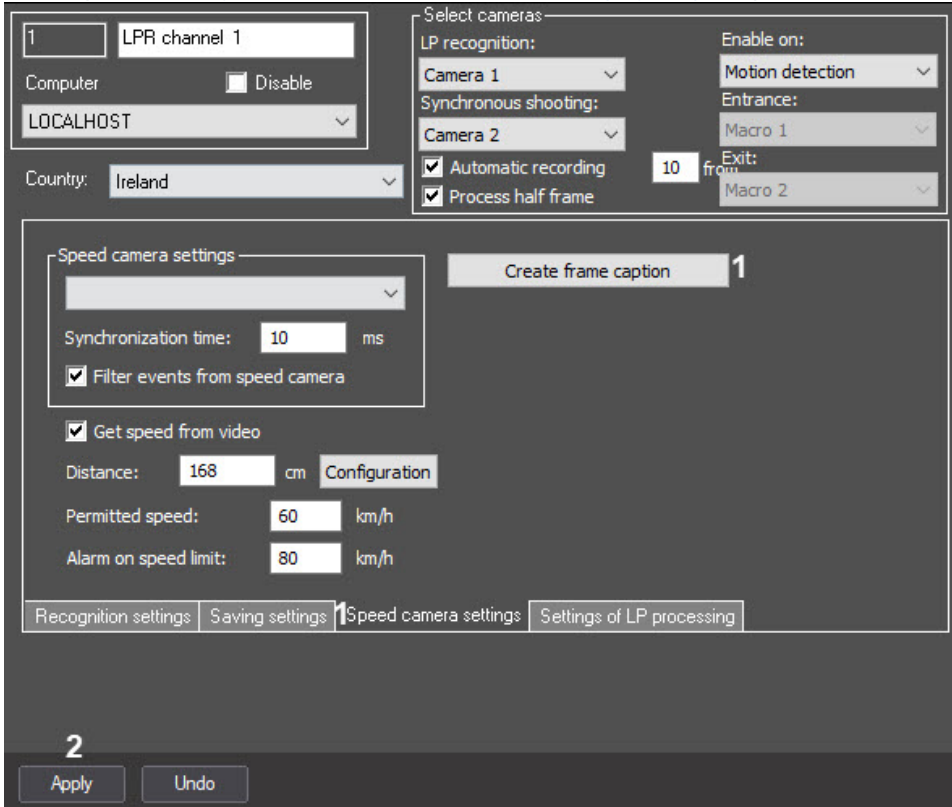 1 LPR channel 1
Computer Disable
LOCALHOST
Country: Ireland
Select cameras
LP recognition:
Camera 1
Synchronous shooting:
Camera 2
Automatic recording 10 from
Process half frame
Enable on:
Motion detection
Entrance:
Macro 1
Exit:
Macro 2
Speed camera settings
Synchronization time: 10 ms
Filter events from speed camera
Create frame caption 1
Get speed from video
Distance: 168 cm Configuration
Permitted speed: 60 km/h
Alarm on speed limit: 80 km/h
Recognition settings Saving settings 1 Speed camera settings Settings of LP processing
2
Apply Undo